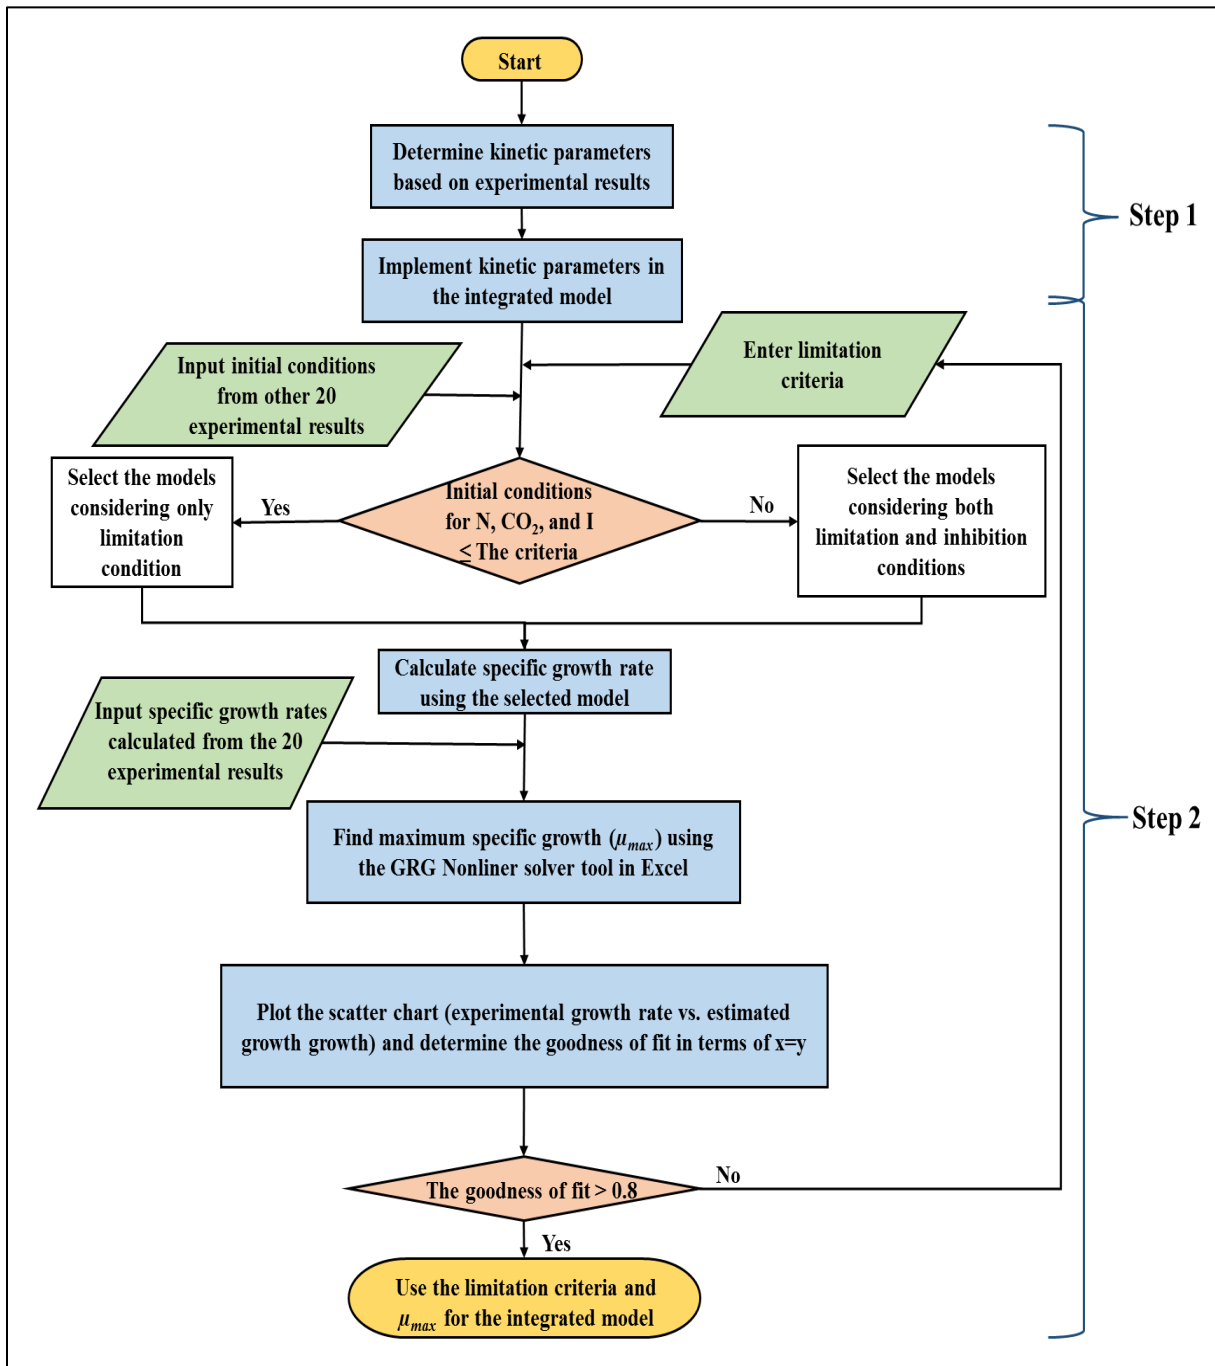 Start
Determine kinetic parameters
based on experimental results
Step 1
Implement kinetic parameters in
the integrated model
Input initial conditions
from other 20
experimental results
Enter limitation
criteria
Select the models
considering only
limitation
condition
Yes
Initial conditions
for N, CO₂, and I
≤ The criteria
No
Select the models
considering both
limitation and inhibition
conditions
Calculate specific growth rate
using the selected model
Input specific growth rates
calculated from the 20
experimental results
Step 2
Find maximum specific growth (μmax) using
the GRG Nonliner solver tool in Excel
Plot the scatter chart (experimental growth rate vs. estimated
growth growth) and determine the goodness of fit in terms of x=y
The goodness of fit > 0.8
No
Yes
Use the limitation criteria and
μmax for the integrated model